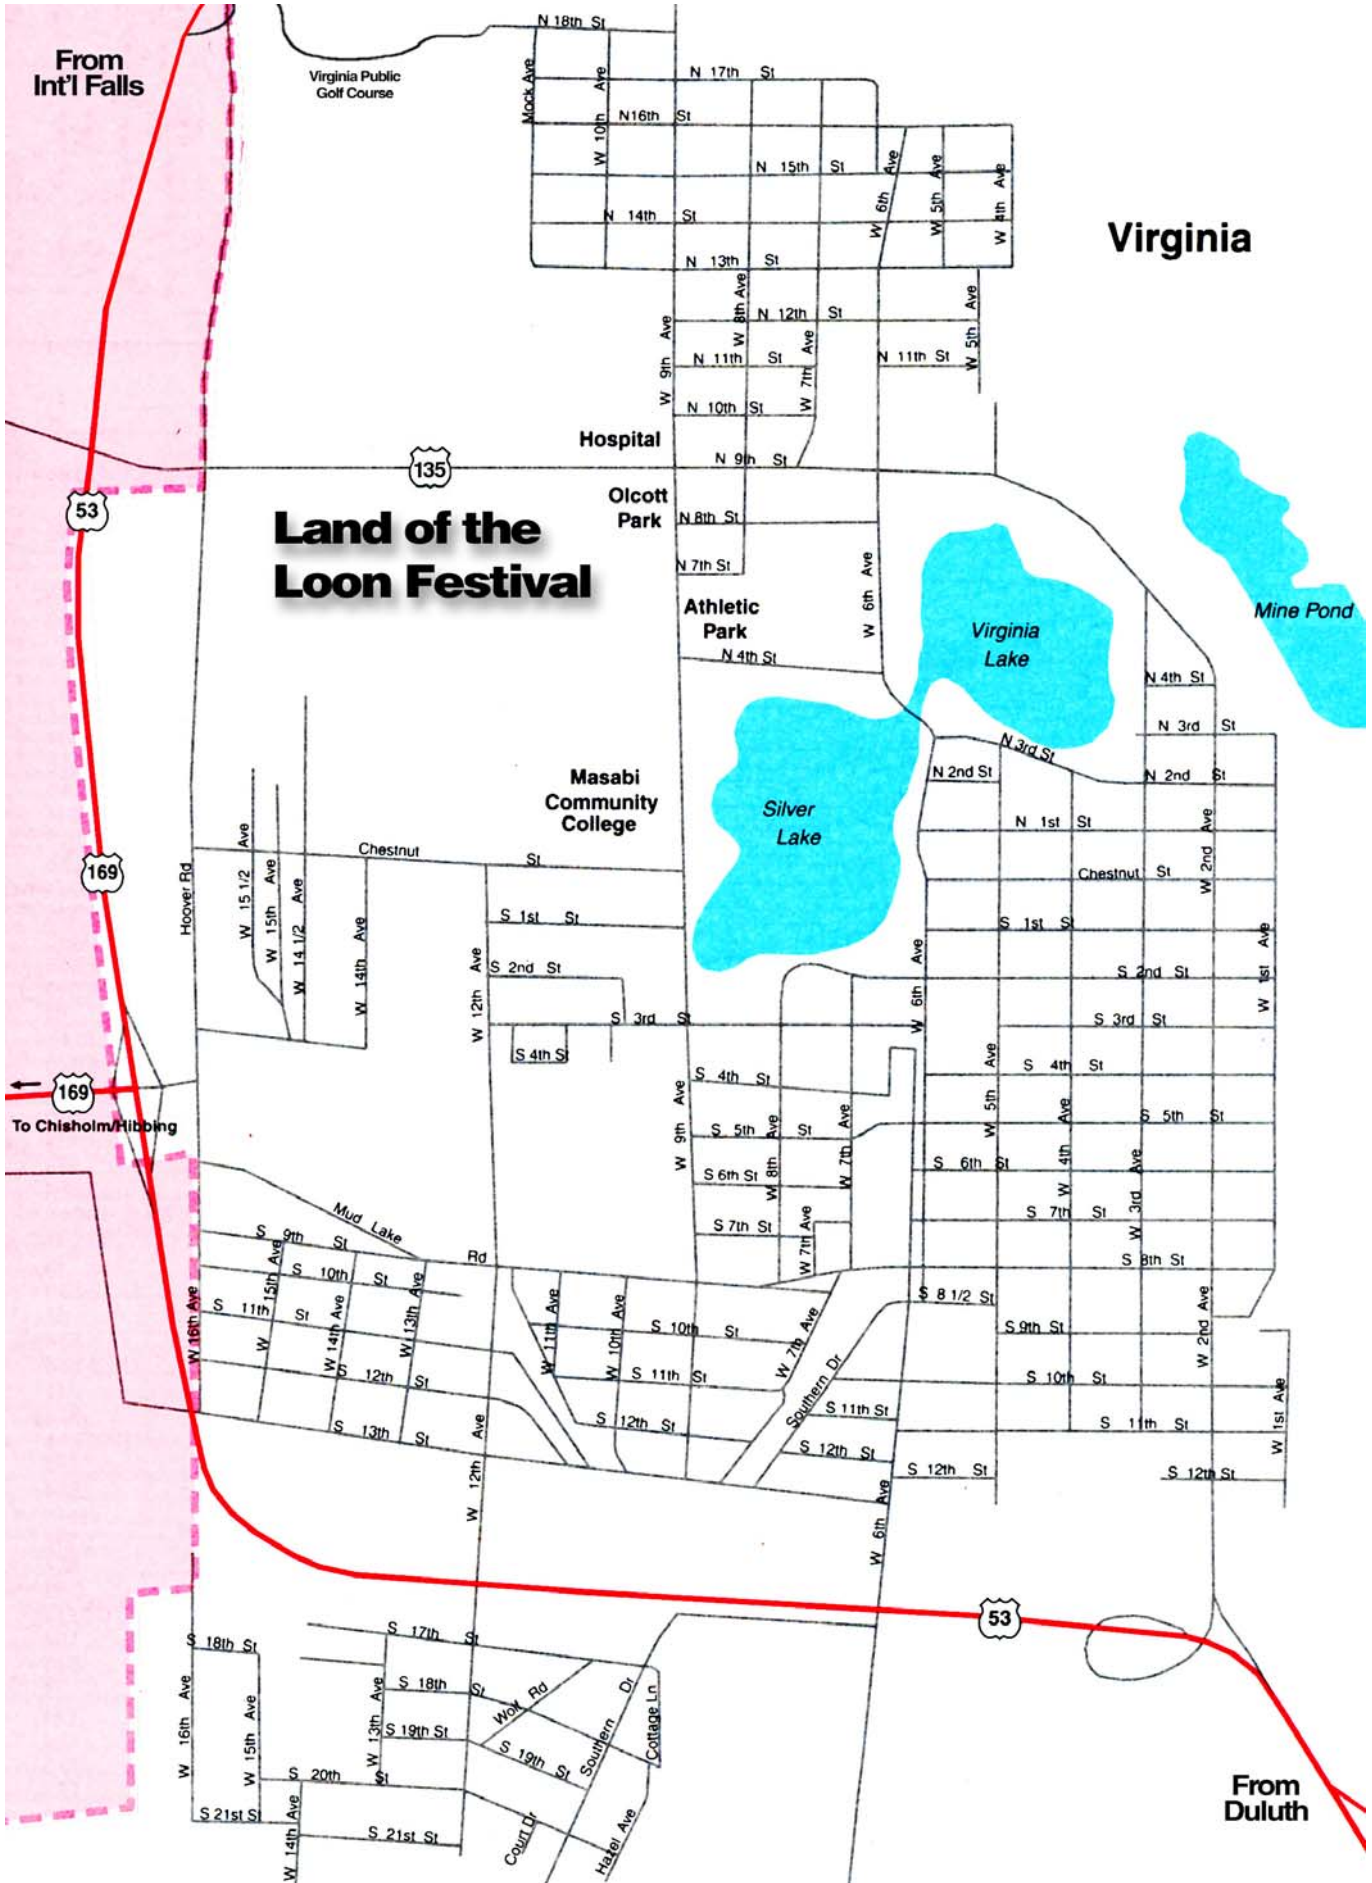 From
Int'l Falls
Virginia Public
Golf Course
N 18th St
N 17th St
Mock Ave
W 10th Ave
N16th St
N 15th St
W 6th Ave
W 5th Ave
W 4th Ave
N 14th St
N 13th St
Virginia
W 9th Ave
W 8th Ave
N 12th St
W 7th Ave
W 5th Ave
N 11th St
N 11th St
N 10th St
Hospital
N 9th St
135
53
Olcott
Park
N 8th St
Land of the
Loon Festival
N 7th St
W 6th Ave
Athletic
Park
N 4th St
Virginia
Lake
Mine Pond
N 4th St
N 3rd St
N 3rd St
N 2nd St
N 2nd St
Masabi
Community
College
Silver
Lake
N 1st St
W 2nd Ave
Chestnut St
Chestnut St
169
Hoover Rd
W 15 1/2 Ave
W 15th Ave
W 14 1/2 Ave
W 14th Ave
S 1st St
S 1st St
W 12th Ave
S 2nd St
S 2nd St
W 6th Ave
W 1st Ave
S 3rd St
S 3rd St
S 4th St
S 4th St
S 4th St
169
To Chisholm/Hibbing
W 9th Ave
W 5th Ave
S 5th St
S 5th St
W 8th Ave
W 7th Ave
W 4th Ave
W 3rd Ave
S 6th St
S 6th St
Mud Lake Rd
S 7th St
S 7th St
W 7th Ave
S 8th St
S 9th St
S 10th St
W 15th Ave
W 16th Ave
S 11th St
W 14th Ave
W 13th Ave
S 8 1/2 St
W 2nd Ave
W 11th Ave
W 10th Ave
S 10th St
W 7th Ave
S 9th St
S 12th St
S 11th St
Southern Dr
S 10th St
S 11th St
S 12th St
S 11th St
W 1st Ave
S 13th St
W 12th Ave
S 12th St
S 12th St
S 12th St
W 6th Ave
53
S 17th St
S 18th St
S 18th St
Wolf Rd
Southern Dr
Cottage Ln
W 16th Ave
W 15th Ave
W 13th Ave
S 19th St
S 19th St
S 20th St
S 21st St
W 14th Ave
S 21st St
Court Dr
Hazel Ave
From
Duluth